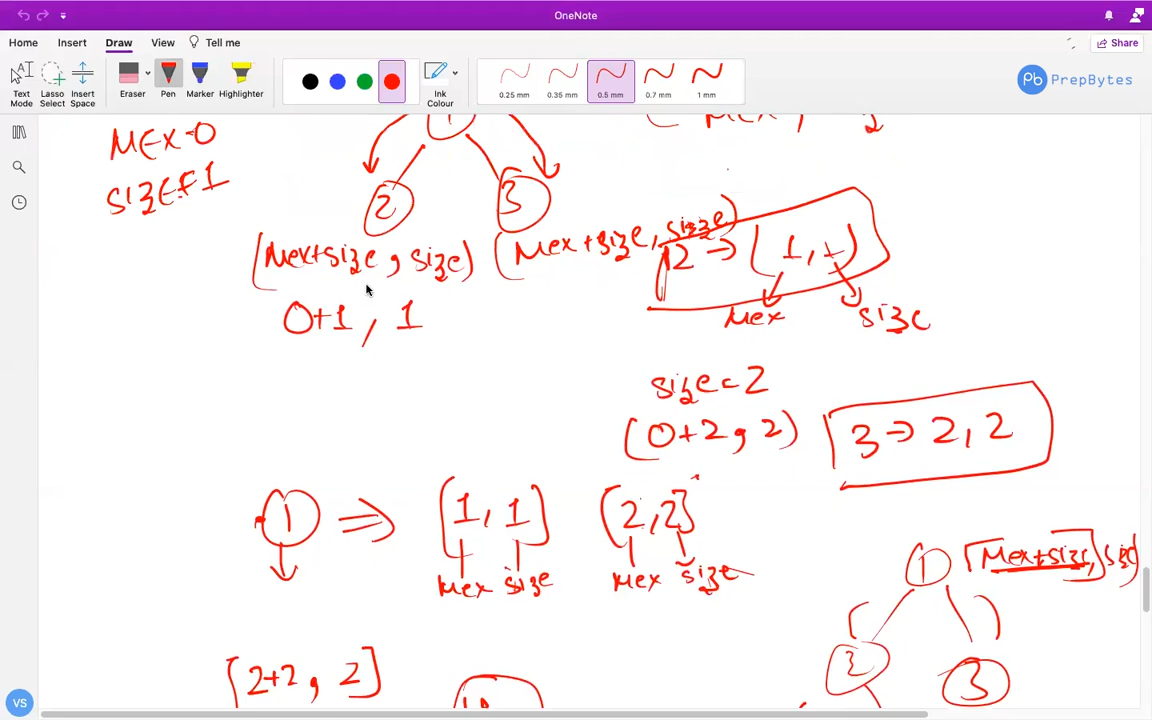 OneNote
Home Insert Draw View Tell me
Share
Text Mode
Lasso Select
Insert Space
Eraser
Pen
Marker
Highlighter
Ink Colour
0.25 mm
0.35 mm
0.5 mm
0.7 mm
1 mm
PrepBytes
MEX=0
size=1
1
2 3
(Mex+size, size) (Mex+size, size)
0+1, 1
2 ⇒ (1, 1)
Mex size
size=2
(0+2, 2) 3 → 2, 2
1 ⇒ [1, 1] [2, 2]
Mex size Mex size
1 [Mex+size, size]
2 3
[2+2, 2]
VS